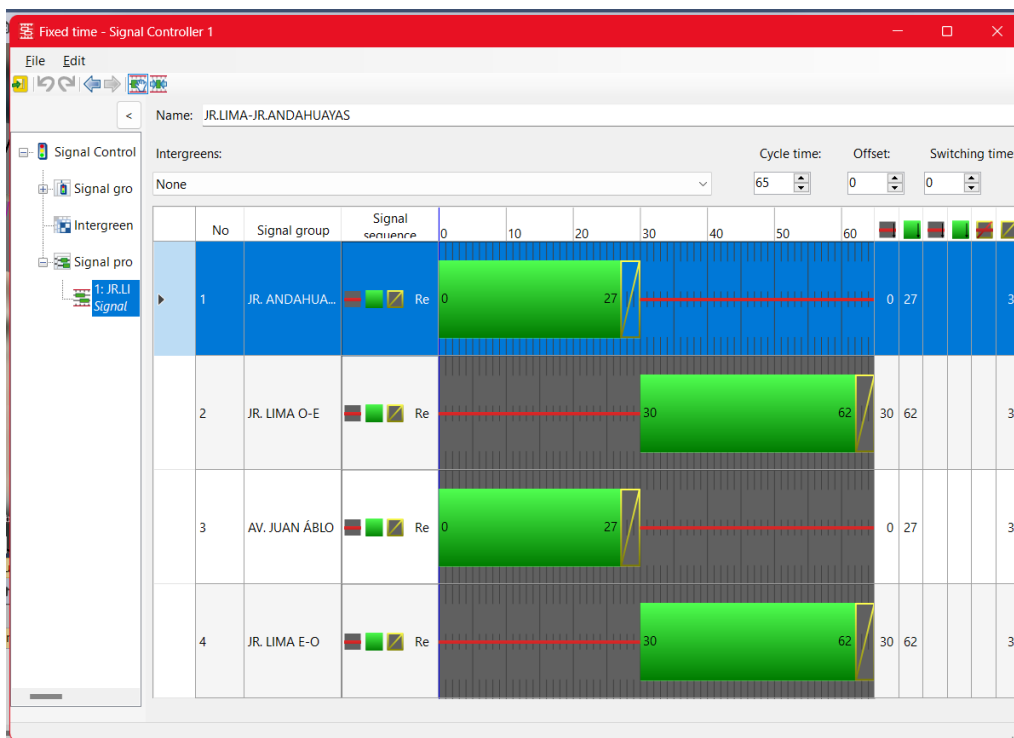 Fixed time - Signal Controller 1
File Edit
<
Name: JR.LIMA-JR.ANDAHUAYAS
Signal Control
Signal gro
Intergreen
Signal pro
1: JR.LI
Signal
Intergreens: Cycle time: Offset: Switching time
None 65 0 0
No Signal group Signal sequence 0 10 20 30 40 50 60
1 JR. ANDAHUA... Re 0 27 0 27 3
2 JR. LIMA O-E Re 30 62 30 62 3
3 AV. JUAN ÁBLO Re 0 27 0 27 3
4 JR. LIMA E-O Re 30 62 30 62 3